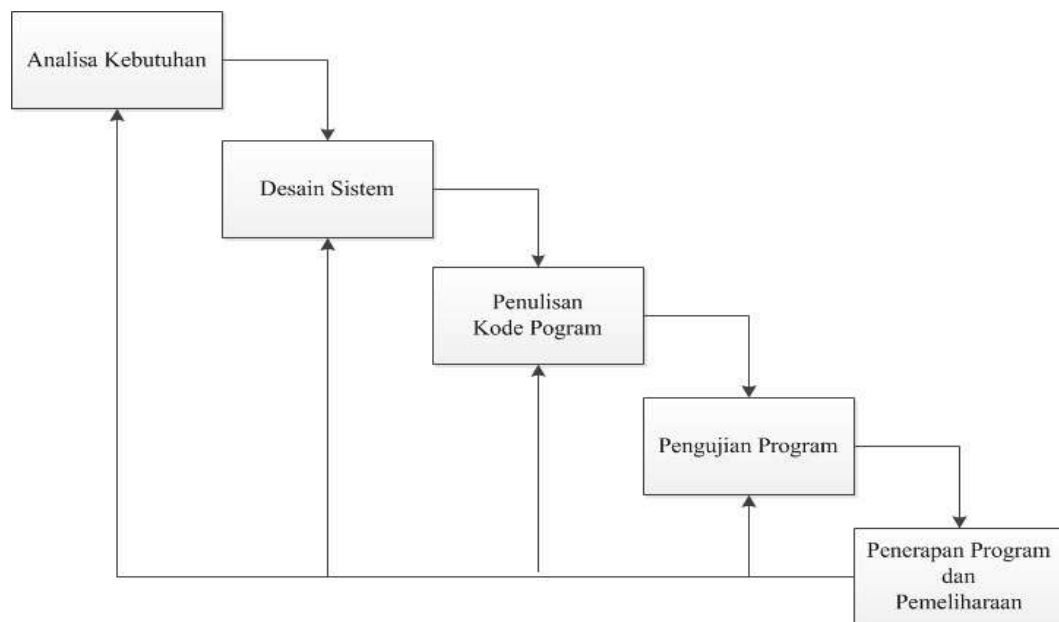 Analisa Kebutuhan
Desain Sistem
Penulisan
Kode Pogram
Pengujian Program
Penerapan Program
dan
Pemeliharaan